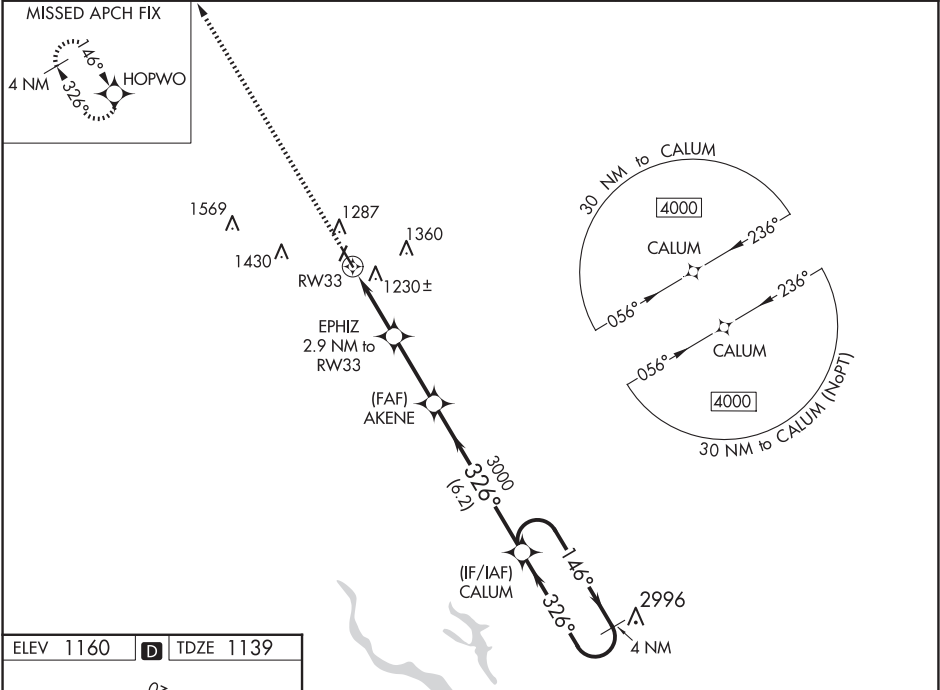 MISSED APCH FIX
146°
4 NM
HOPWO
326°
30 NM to CALUM
4000
CALUM
236°
056°
1569
1287
1430
1360
RW33
1230±
236°
056°
CALUM
4000
30 NM to CALUM (NoPT)
EPHIZ
2.9 NM to
RW33
(FAF)
AKENE
3000
326°
(6.2)
(IF/IAF)
CALUM
146°
326°
2996
4 NM
ELEV 1160
D
TDZE 1139